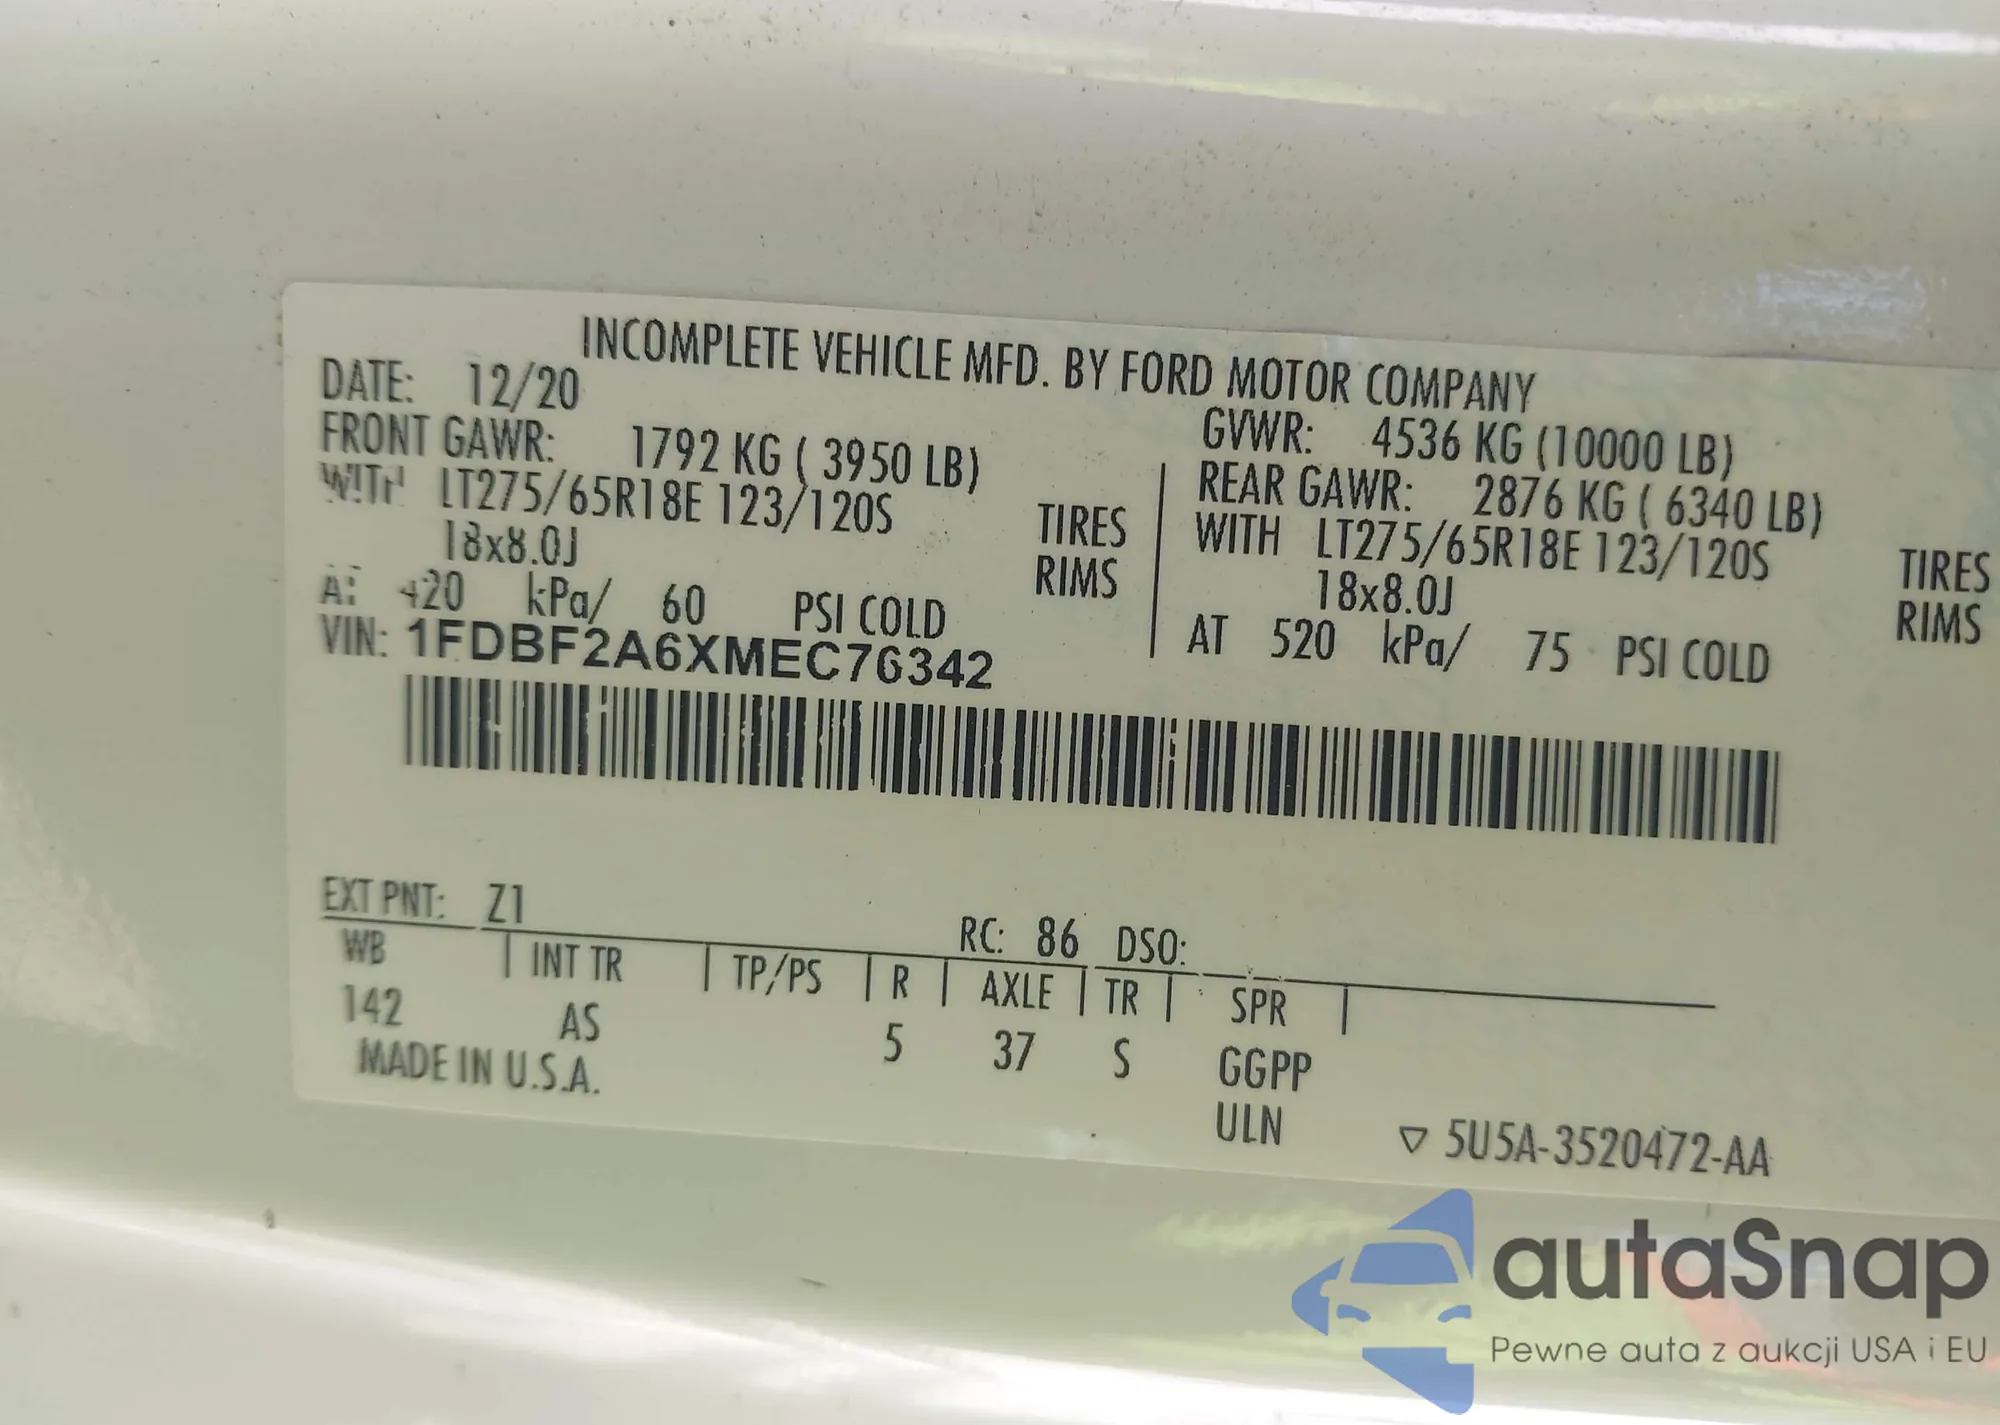 INCOMPLETE VEHICLE MFD. BY FORD MOTOR COMPANY
DATE: 12/20 GVWR: 4536 KG (10000 LB)
FRONT GAWR: 1792 KG ( 3950 LB) REAR GAWR: 2876 KG ( 6340 LB)
WITH LT275/65R18E 123/120S TIRES WITH LT275/65R18E 123/120S TIRES
18x8.0J RIMS 18x8.0J RIMS
AT 420 kPa/ 60 PSI COLD AT 520 kPa/ 75 PSI COLD
VIN: 1FDBF2A6XMEC76342
EXT PNT: Z1 RC: 86 DSO:
WB | INT TR | TP/PS | R | AXLE | TR | SPR |
142 AS 5 37 S GGPP
MADE IN U.S.A. ULN ▽ 5U5A-3520472-AA
autaSnap
Pewne auta z aukcji USA i EU